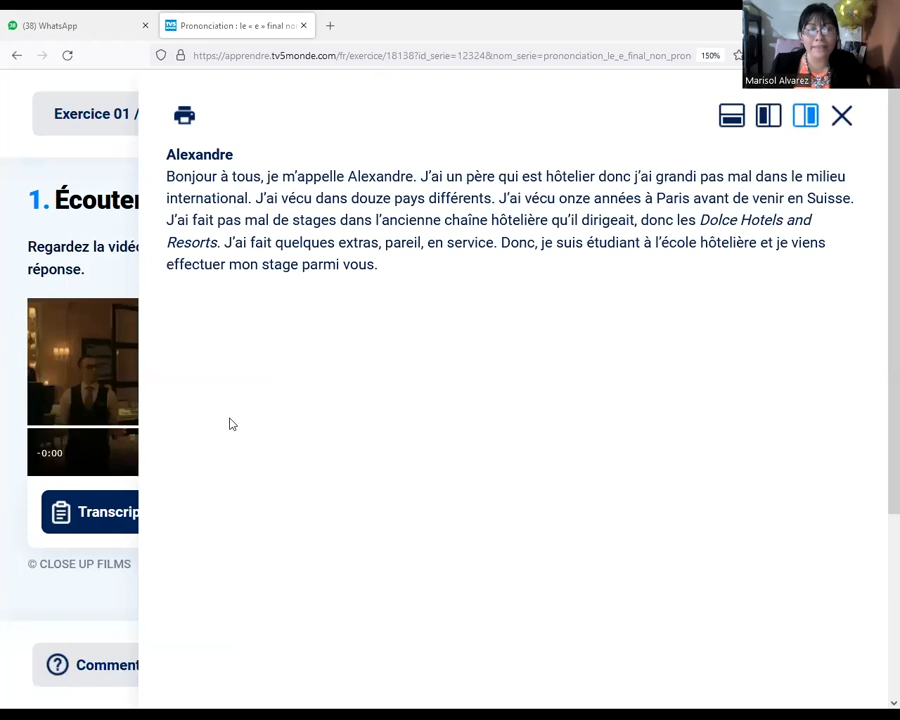 (38) WhatsApp
TV5
Prononciation : le « e » final no
https://apprendre.tv5monde.com/fr/exercice/18138?id_serie=12324&nom_serie=prononciation_le_e_final_non_pron
150%
Marisol Alvarez
Exercice 01 /
1. Écouter
Regardez la vidé
réponse.
-0:00
Transcrip
© CLOSE UP FILMS
Comment
Alexandre
Bonjour à tous, je m’appelle Alexandre. J’ai un père qui est hôtelier donc j’ai grandi pas mal dans le milieu
international. J’ai vécu dans douze pays différents. J’ai vécu onze années à Paris avant de venir en Suisse.
J’ai fait pas mal de stages dans l’ancienne chaîne hôtelière qu’il dirigeait, donc les Dolce Hotels and
Resorts. J’ai fait quelques extras, pareil, en service. Donc, je suis étudiant à l’école hôtelière et je viens
effectuer mon stage parmi vous.